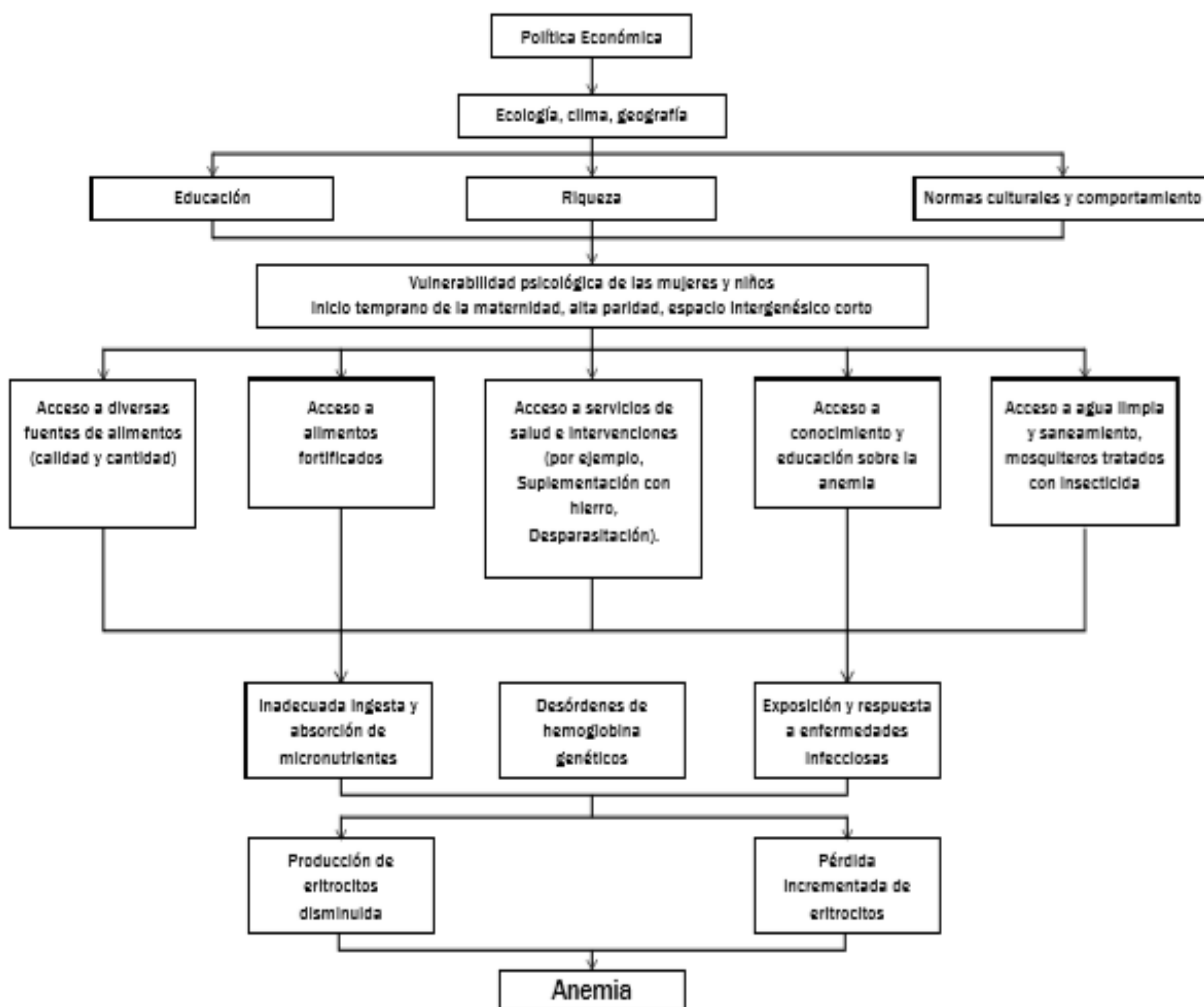 Política Económica
Ecología, clima, geografía
Educación
Riqueza
Normas culturales y comportamiento
Vulnerabilidad psicológica de las mujeres y niños
Inicio temprano de la maternidad, alta paridad, espacio intergenésico corto
Acceso a diversas
fuentes de alimentos
(calidad y cantidad)
Acceso a
alimentos
fortificados
Acceso a servicios de
salud e intervenciones
(por ejemplo,
Suplementación con
hierro,
Desparasitación).
Acceso a
conocimiento y
educación sobre la
anemia
Acceso a agua limpia
y saneamiento,
mosquiteros tratados
con insecticida
Inadecuada ingesta y
absorción de
micronutrientes
Desórdenes de
hemoglobina
genéticos
Exposición y respuesta
a enfermedades
infecciosas
Producción de
eritrocitos
disminuida
Pérdida
incrementada de
eritrocitos
Anemia